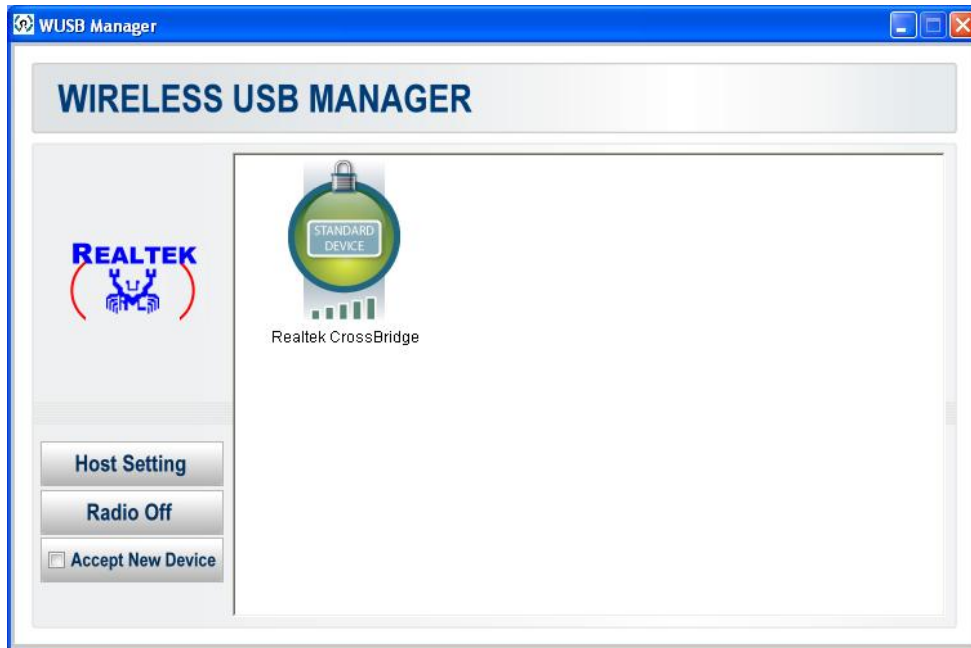 WUSB Manager
WIRELESS USB MANAGER
REALTEK
STANDARD
DEVICE
Realtek CrossBridge
Host Setting
Radio Off
Accept New Device